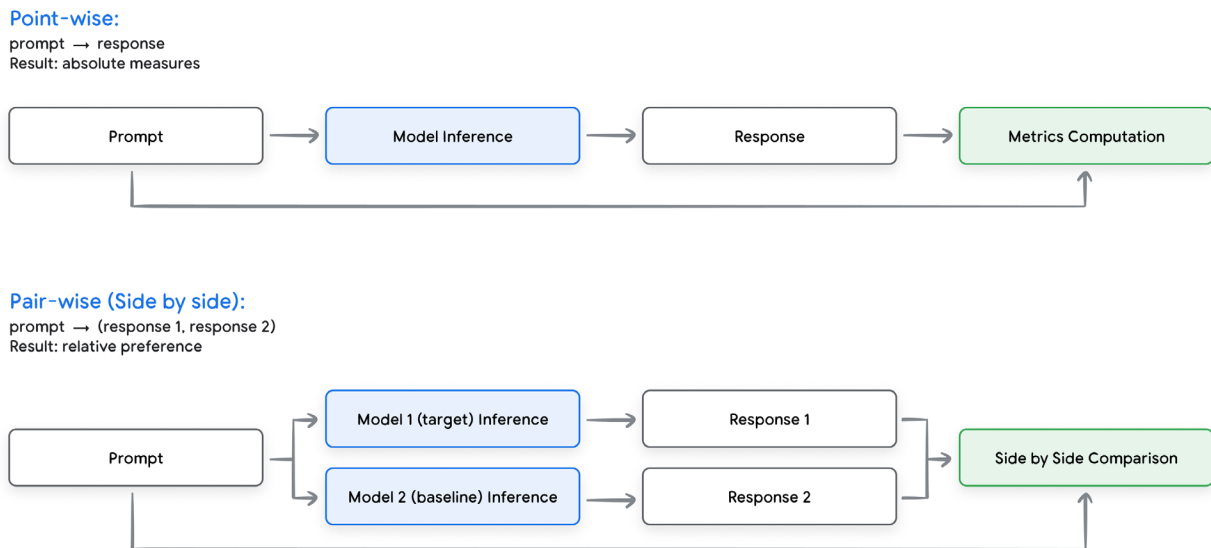 Point-wise:
prompt → response
Result: absolute measures
Prompt
Model Inference
Response
Metrics Computation
Pair-wise (Side by side):
prompt → (response 1, response 2)
Result: relative preference
Model 1 (target) Inference
Response 1
Prompt
Side by Side Comparison
Model 2 (baseline) Inference
Response 2